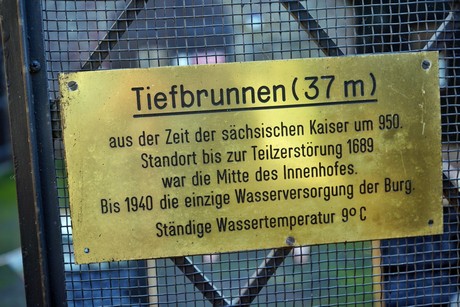 Tiefbrunnen (37 m)
aus der Zeit der sächsischen Kaiser um 950.
Standort bis zur Teilzerstörung 1689
war die Mitte des Innenhofes.
Bis 1940 die einzige Wasserversorgung der Burg.
Ständige Wassertemperatur 9° C